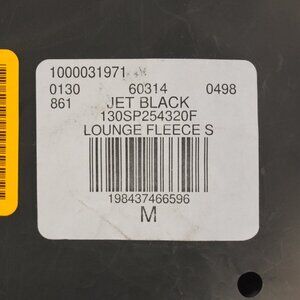 1000031971
0130 60314 0498
861 JET BLACK
130SP254320F
LOUNGE FLEECE S
198437466596
M